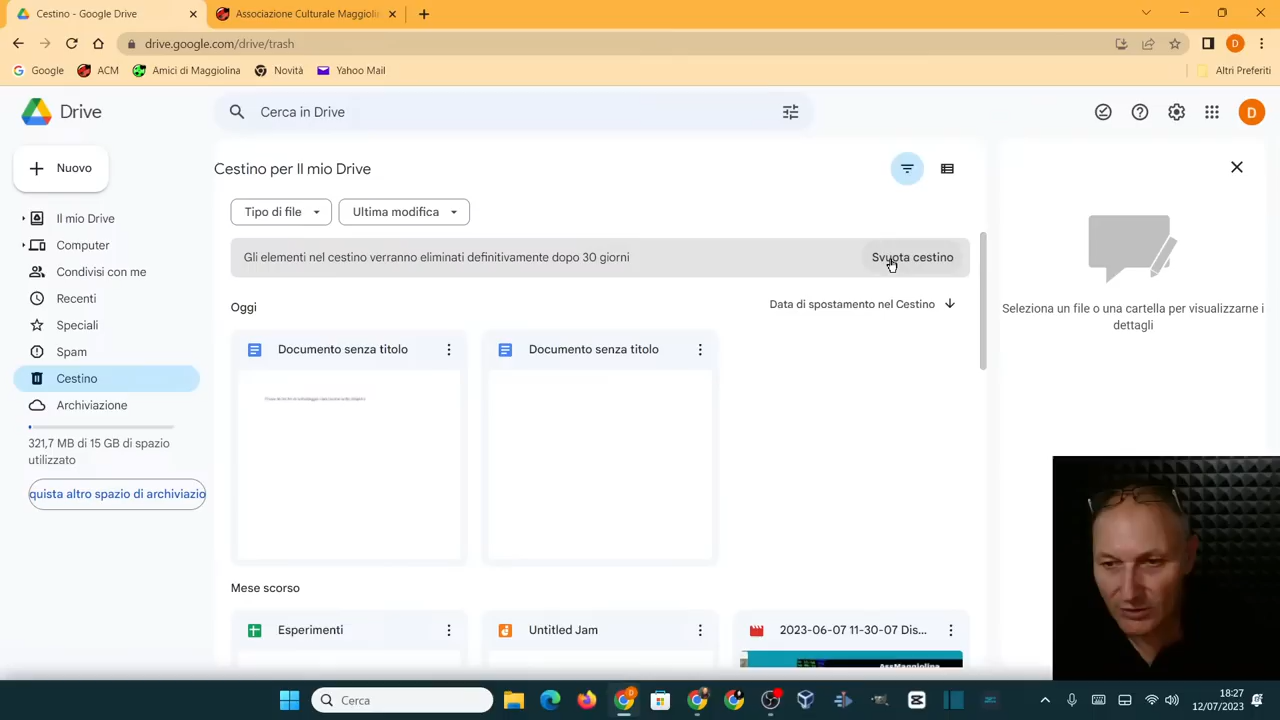 Cestino - Google Drive
Associazione Culturale Maggiolin
drive.google.com/drive/trash
Google
ACM
Amici di Maggiolina
Novità
Yahoo Mail
Altri Preferiti
Drive
Cerca in Drive
D
Nuovo
Cestino per Il mio Drive
Il mio Drive
Computer
Condivisi con me
Recenti
Speciali
Spam
Cestino
Archiviazione
321,7 MB di 15 GB di spazio
utilizzato
quista altro spazio di archiviazio
Tipo di file
Ultima modifica
Gli elementi nel cestino verranno eliminati definitivamente dopo 30 giorni
Svuota cestino
Oggi
Data di spostamento nel Cestino
Documento senza titolo
Documento senza titolo
Mese scorso
Esperimenti
Untitled Jam
2023-06-07 11-30-07 Dis...
AssMaggiolina
Seleziona un file o una cartella per visualizzarne i
dettagli
Cerca
18:27
12/07/2023